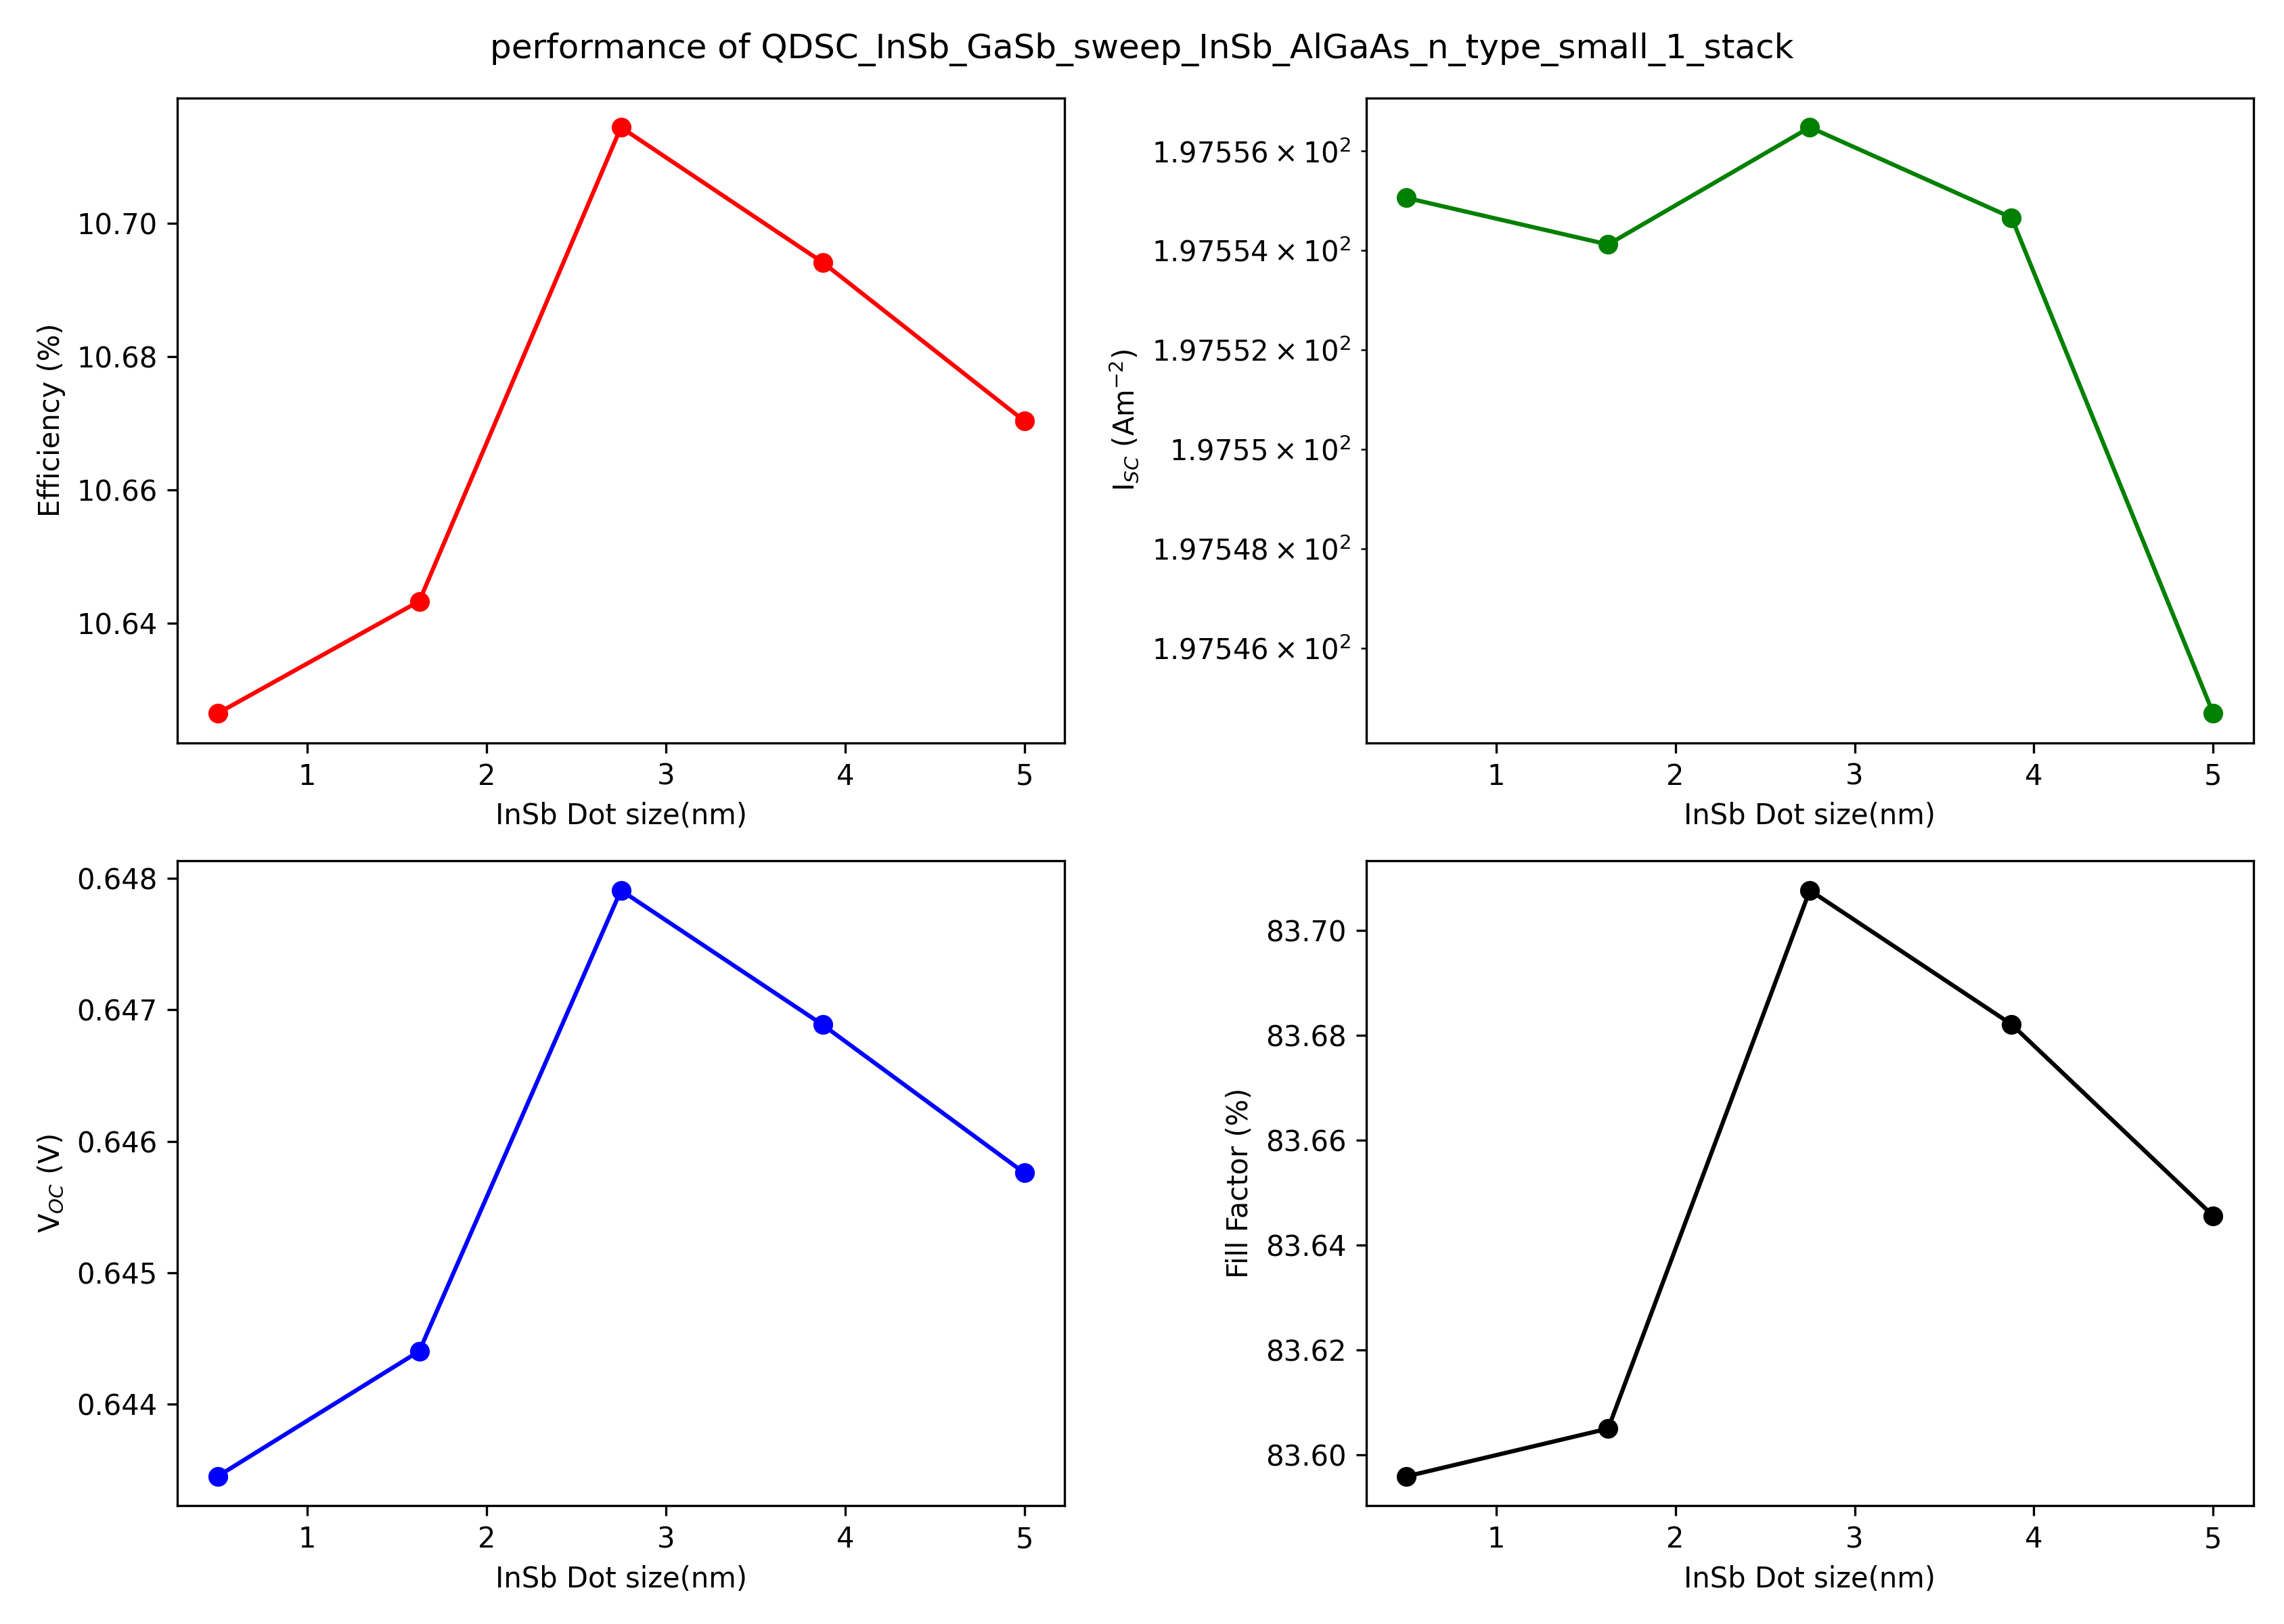 performance of QDSC_InSb_GaSb_sweep_InSb_AlGaAs_n_type_small_1_stack
Efficiency (%)
10.70
10.68
10.66
10.64
1 2 3 4 5
InSb Dot size(nm)
I_{SC} (Am^{−2})
1.97556 × 10^{2}
1.97554 × 10^{2}
1.97552 × 10^{2}
1.9755 × 10^{2}
1.97548 × 10^{2}
1.97546 × 10^{2}
1 2 3 4 5
InSb Dot size(nm)
V_{OC} (V)
0.648
0.647
0.646
0.645
0.644
1 2 3 4 5
InSb Dot size(nm)
Fill Factor (%)
83.70
83.68
83.66
83.64
83.62
83.60
1 2 3 4 5
InSb Dot size(nm)